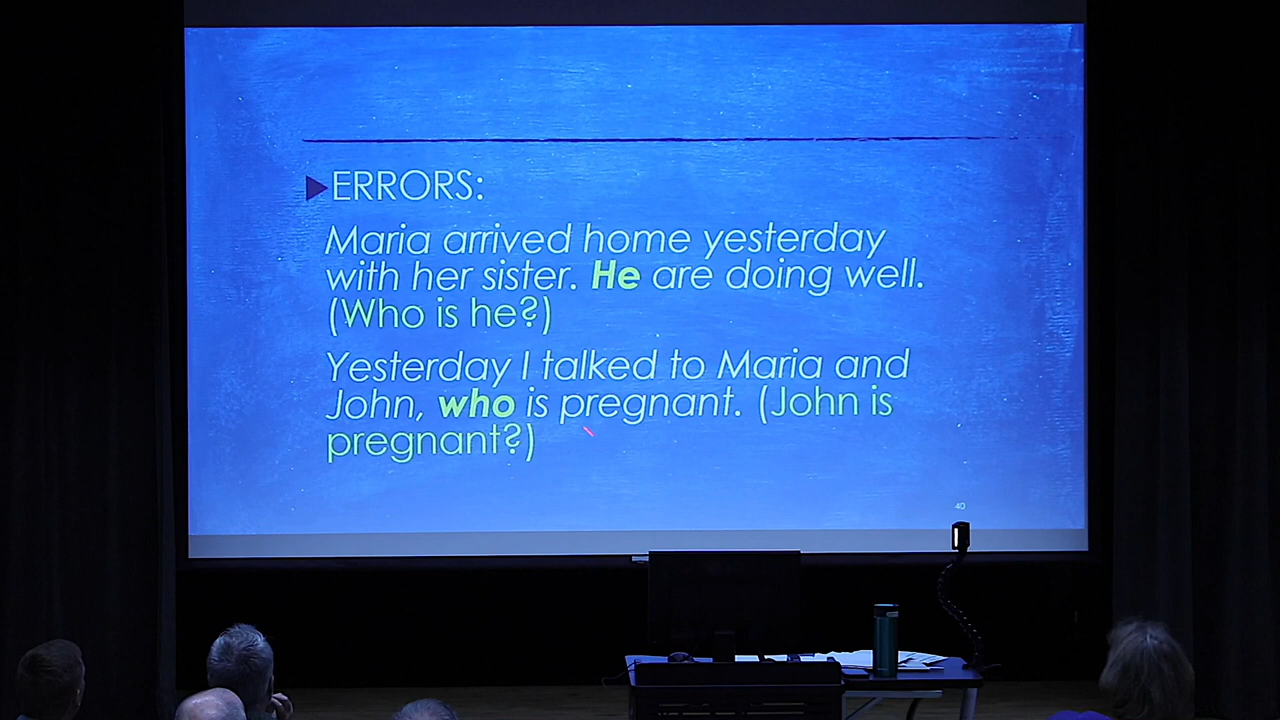 ERRORS:
Maria arrived home yesterday
with her sister. He are doing well.
(Who is he?)
Yesterday I talked to Maria and
John, who is pregnant. (John is
pregnant?)
40